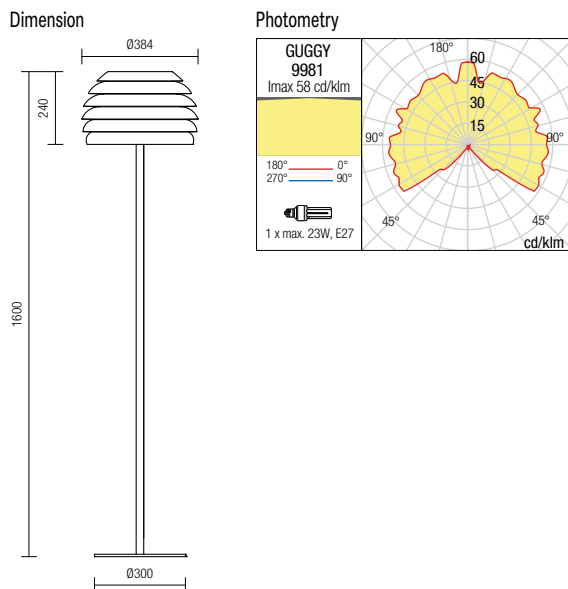 Dimension
Ø384
240
1600
Ø300
Photometry
GUGGY
9981
Imax 58 cd/klm
180° 0°
270° 90°
1 x max. 23W, E27
180°
60
45
30
15
90° 90°
45° 45°
cd/klm